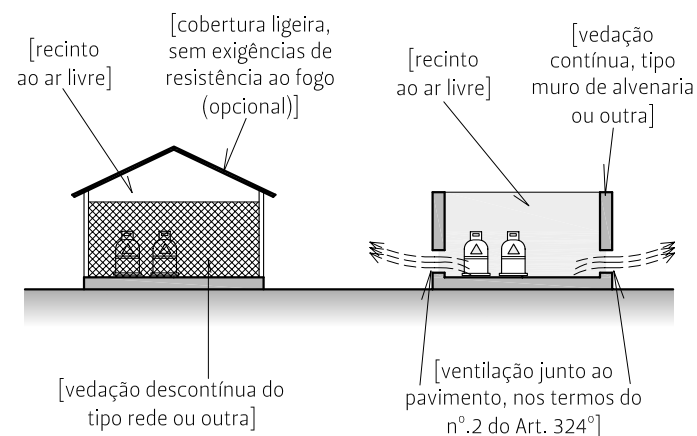 [recinto
ao ar livre]
[cobertura ligeira,
sem exigências de
resistência ao fogo
(opcional)]
[recinto
ao ar livre]
[vedação
contínua, tipo
muro de alvenaria
ou outra]
[vedação descontínua do
tipo rede ou outra]
[ventilação junto ao
pavimento, nos termos do
nº.2 do Art. 324º]